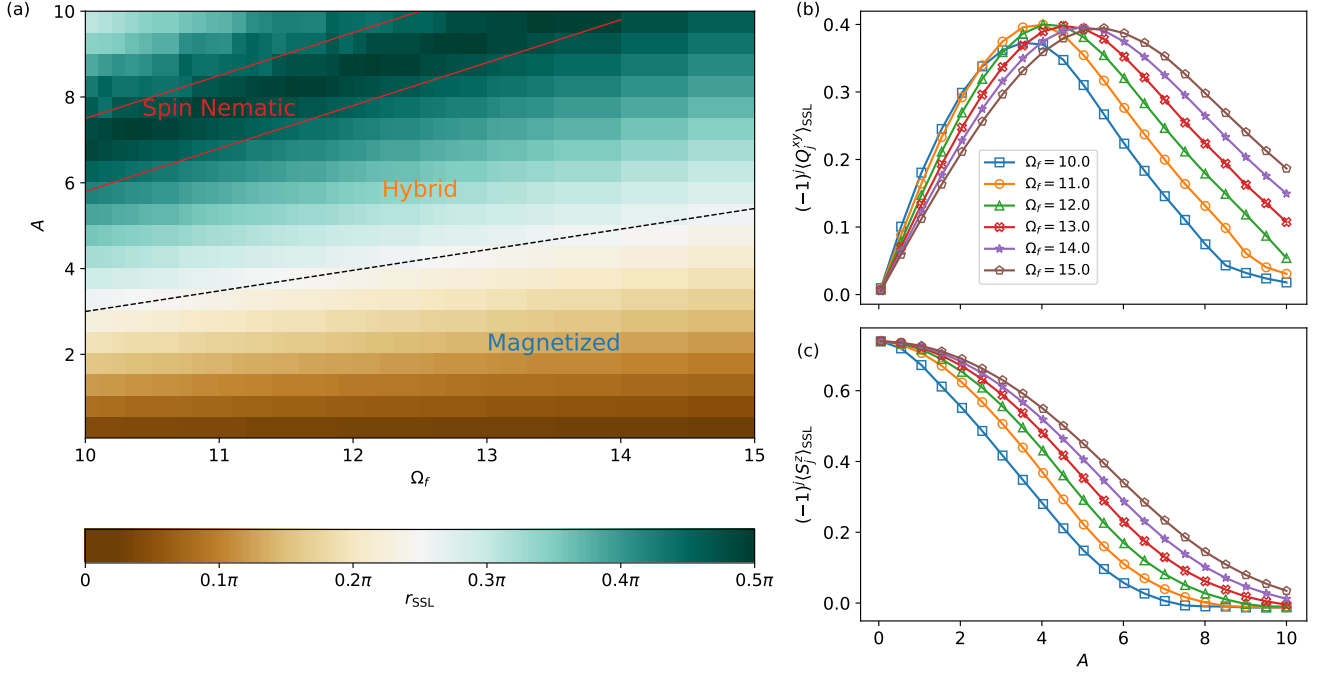 (a)
10
8
6
4
2
A
Spin Nematic
Hybrid
Magnetized
10 11 12 13 14 15
Ω_f
0 0.1π 0.2π 0.3π 0.4π 0.5π
r_SSL
(b)
0.4
0.3
0.2
0.1
0.0
(−1)^j⟨Q_j^{xy}⟩_SSL
Ω_f = 10.0
Ω_f = 11.0
Ω_f = 12.0
Ω_f = 13.0
Ω_f = 14.0
Ω_f = 15.0
(c)
0.6
0.4
0.2
0.0
(−1)^j⟨S_j^z⟩_SSL
0 2 4 6 8 10
A